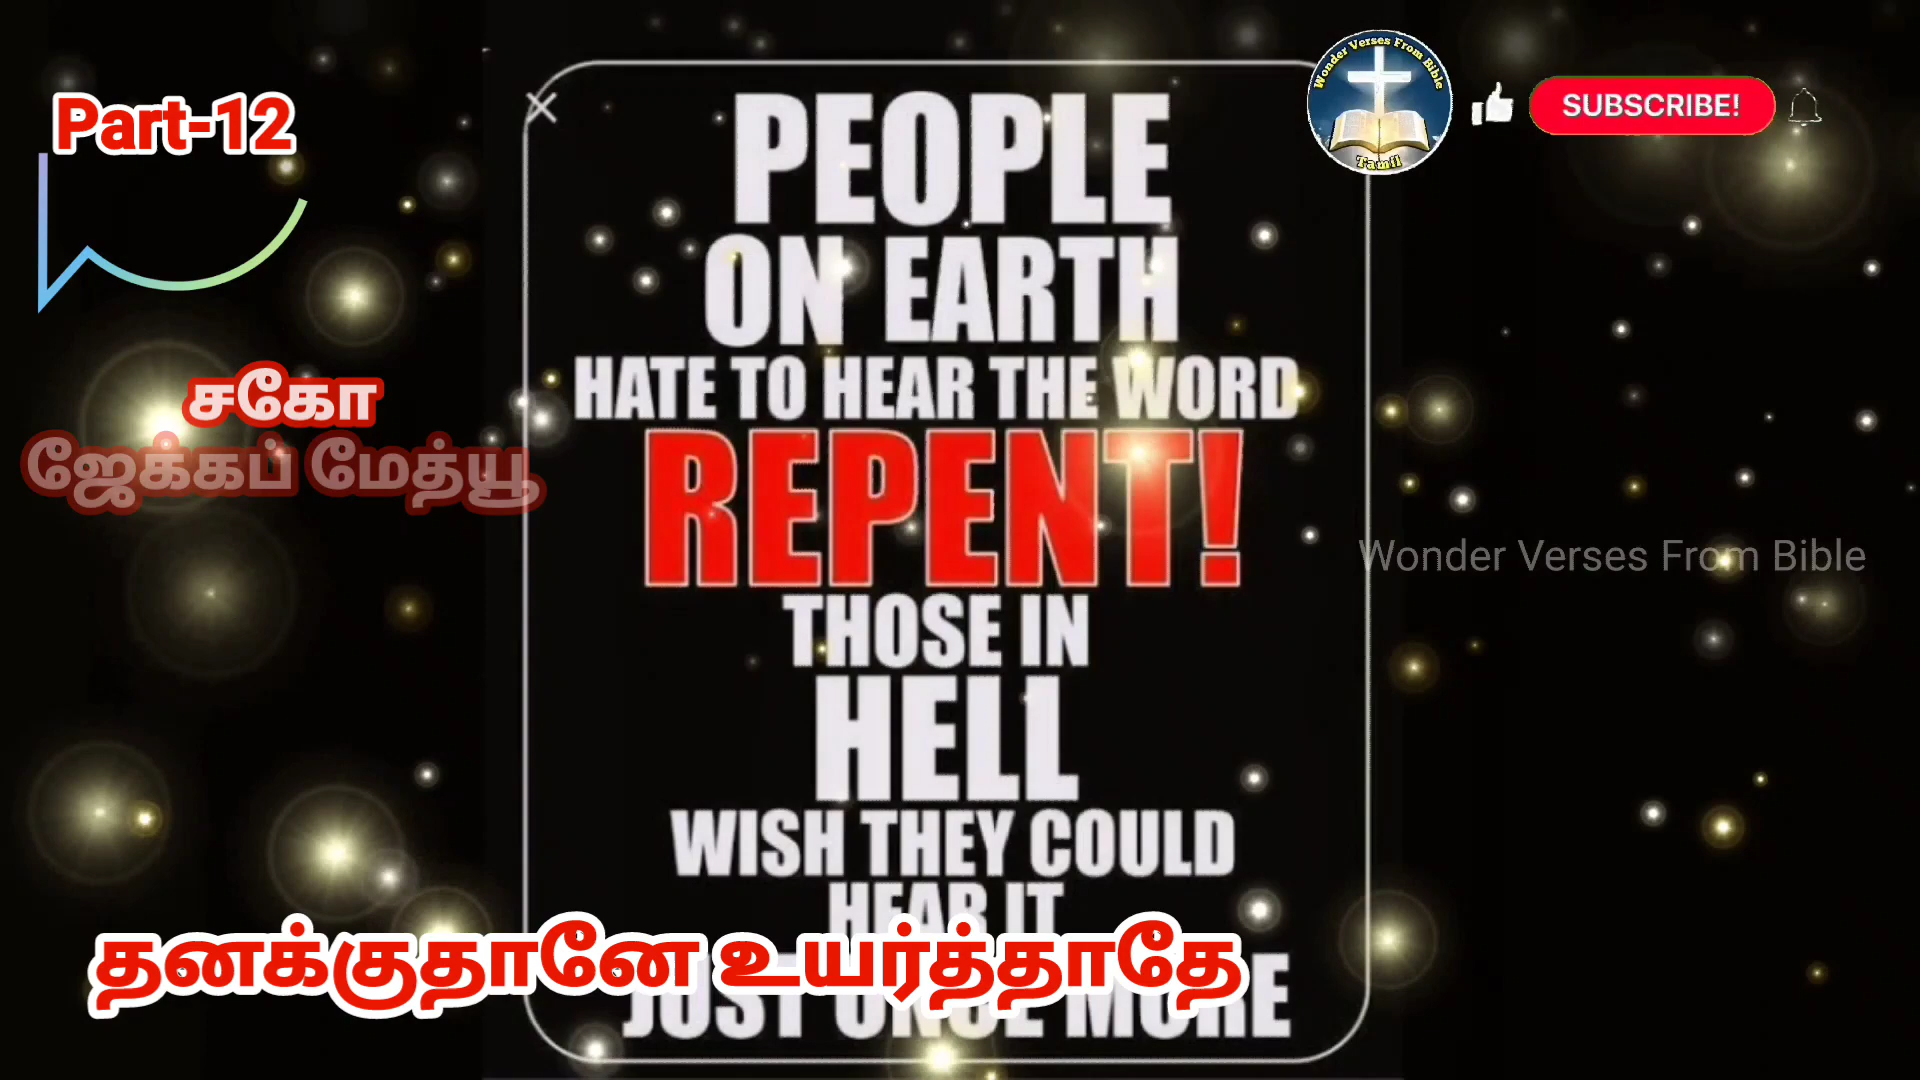 Part-12
Wonder Verses From Bible
Tamil
SUBSCRIBE!
PEOPLE
ON EARTH
HATE TO HEAR THE WORD
REPENT!
THOSE IN
HELL
WISH THEY COULD
HEAR IT
JUST ONCE MORE
சகோ
ஜேக்கப் மேத்யூ
Wonder Verses From Bible
தனக்குதானே உயர்த்தாதே